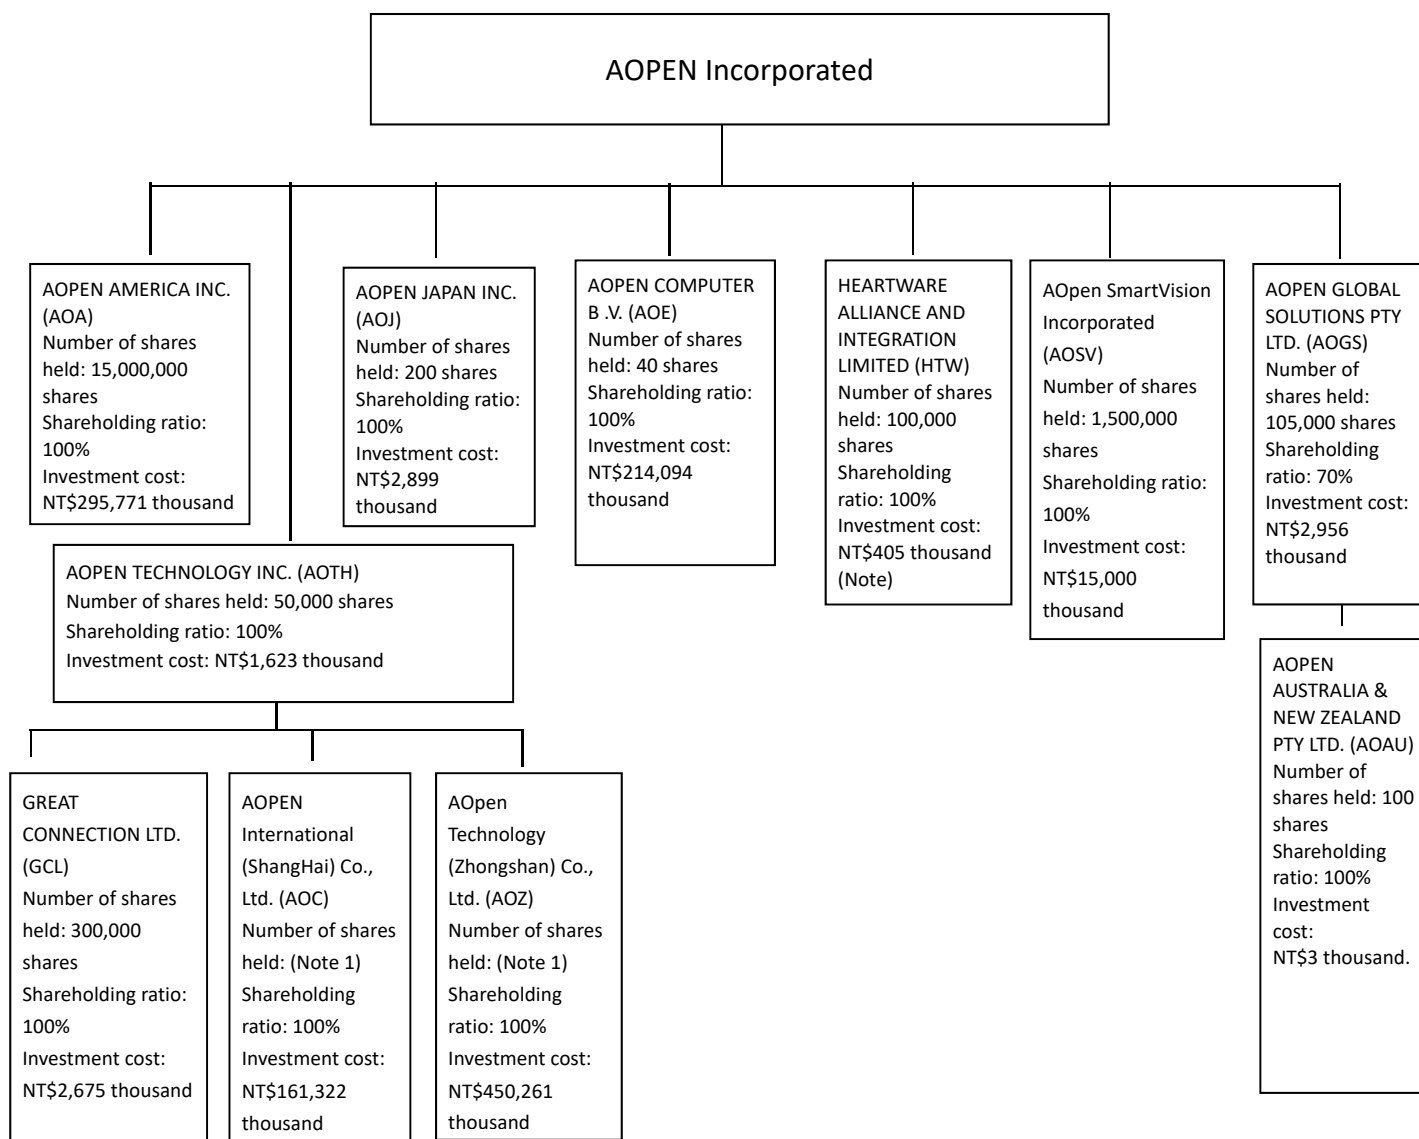 AOPEN Incorporated
AOPEN AMERICA INC.
(AOA)
Number of shares
held: 15,000,000
shares
Shareholding ratio:
100%
Investment cost:
NT$295,771 thousand
AOPEN JAPAN INC.
(AOJ)
Number of shares
held: 200 shares
Shareholding ratio:
100%
Investment cost:
NT$2,899
thousand
AOPEN COMPUTER
B .V. (AOE)
Number of shares
held: 40 shares
Shareholding ratio:
100%
Investment cost:
NT$214,094
thousand
HEARTWARE
ALLIANCE AND
INTEGRATION
LIMITED (HTW)
Number of shares
held: 100,000
shares
Shareholding
ratio: 100%
Investment cost:
NT$405 thousand
(Note)
AOpen SmartVision
Incorporated
(AOSV)
Number of shares
held: 1,500,000
shares
Shareholding ratio:
100%
Investment cost:
NT$15,000
thousand
AOPEN GLOBAL
SOLUTIONS PTY
LTD. (AOGS)
Number of
shares held:
105,000 shares
Shareholding
ratio: 70%
Investment cost:
NT$2,956
thousand
AOPEN TECHNOLOGY INC. (AOTH)
Number of shares held: 50,000 shares
Shareholding ratio: 100%
Investment cost: NT$1,623 thousand
AOPEN
AUSTRALIA &
NEW ZEALAND
PTY LTD. (AOAU)
Number of
shares held: 100
shares
Shareholding
ratio: 100%
Investment
cost:
NT$3 thousand.
GREAT
CONNECTION LTD.
(GCL)
Number of shares
held: 300,000
shares
Shareholding ratio:
100%
Investment cost:
NT$2,675 thousand
AOPEN
International
(ShangHai) Co.,
Ltd. (AOC)
Number of shares
held: (Note 1)
Shareholding
ratio: 100%
Investment cost:
NT$161,322
thousand
AOpen
Technology
(Zhongshan) Co.,
Ltd. (AOZ)
Number of shares
held: (Note 1)
Shareholding
ratio: 100%
Investment cost:
NT$450,261
thousand